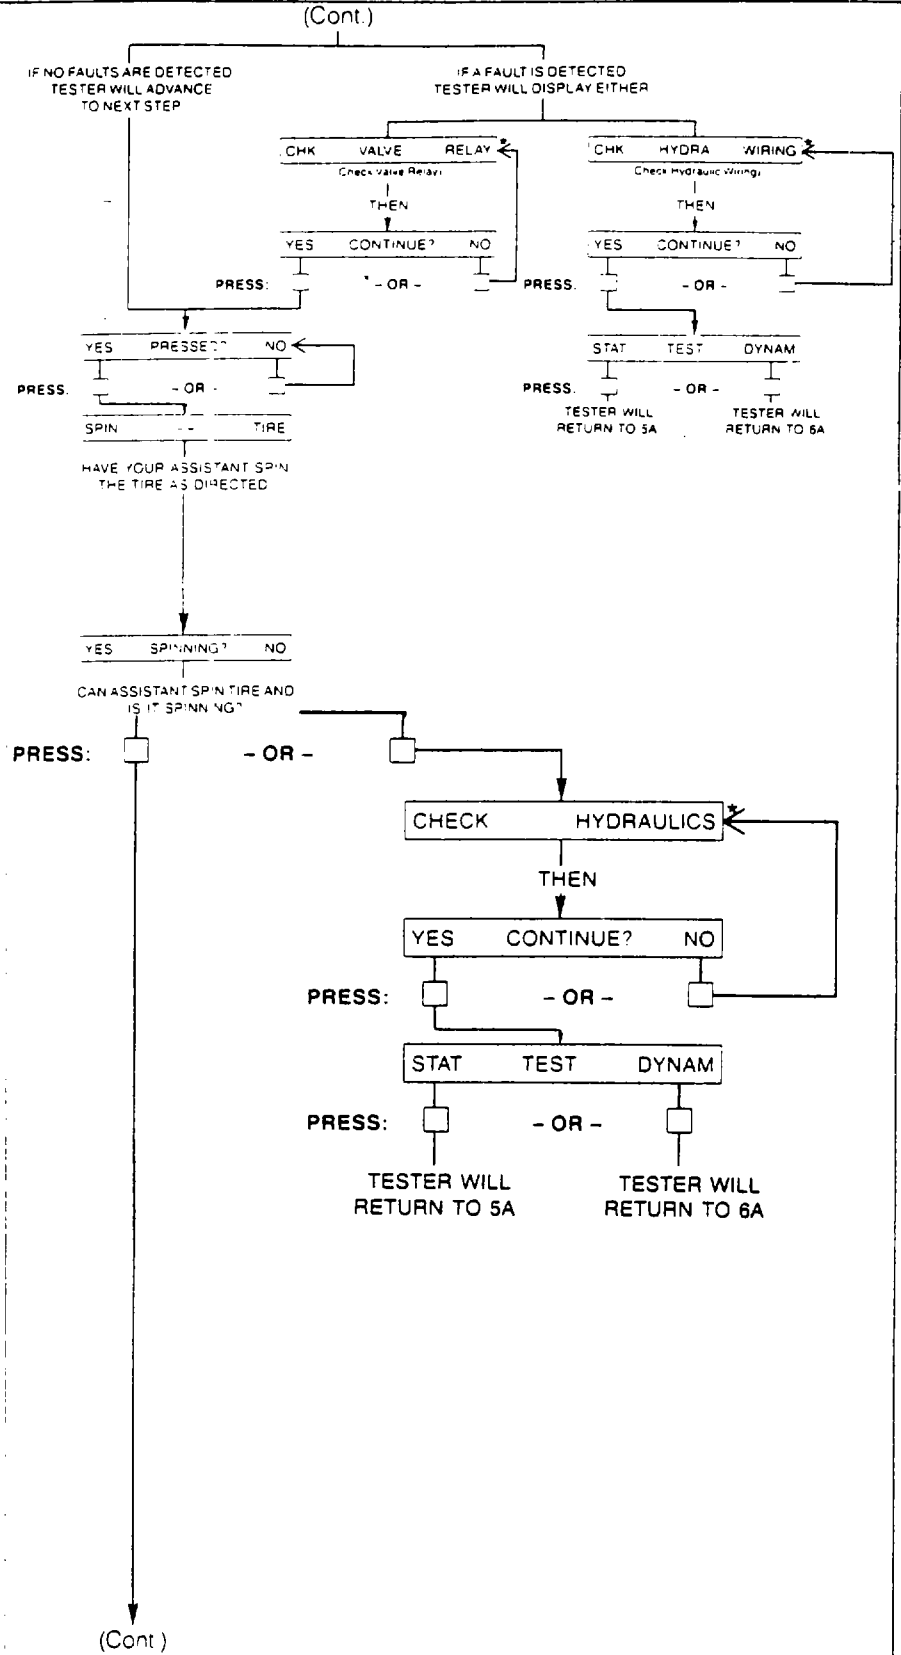 (Cont.)
IF NO FAULTS ARE DETECTED
TESTER WILL ADVANCE
TO NEXT STEP
IF A FAULT IS DETECTED
TESTER WILL DISPLAY EITHER
CHK VALVE RELAY *
(Check Valve Relay)
THEN
YES CONTINUE? NO
PRESS: - OR -
CHK HYDRA WIRING *
(Check Hydraulic Wiring)
THEN
YES CONTINUE? NO
PRESS: - OR -
STAT TEST DYNAM
PRESS: - OR -
TESTER WILL
RETURN TO 5A
TESTER WILL
RETURN TO 6A
YES PRESSED? NO
PRESS: - OR -
SPIN - - TIRE
HAVE YOUR ASSISTANT SPIN
THE TIRE AS DIRECTED
YES SPINNING? NO
CAN ASSISTANT SPIN TIRE AND
IS IT SPINNING?
PRESS: - OR -
CHECK HYDRAULICS *
THEN
YES CONTINUE? NO
PRESS: - OR -
STAT TEST DYNAM
PRESS: - OR -
TESTER WILL
RETURN TO 5A
TESTER WILL
RETURN TO 6A
(Cont.)